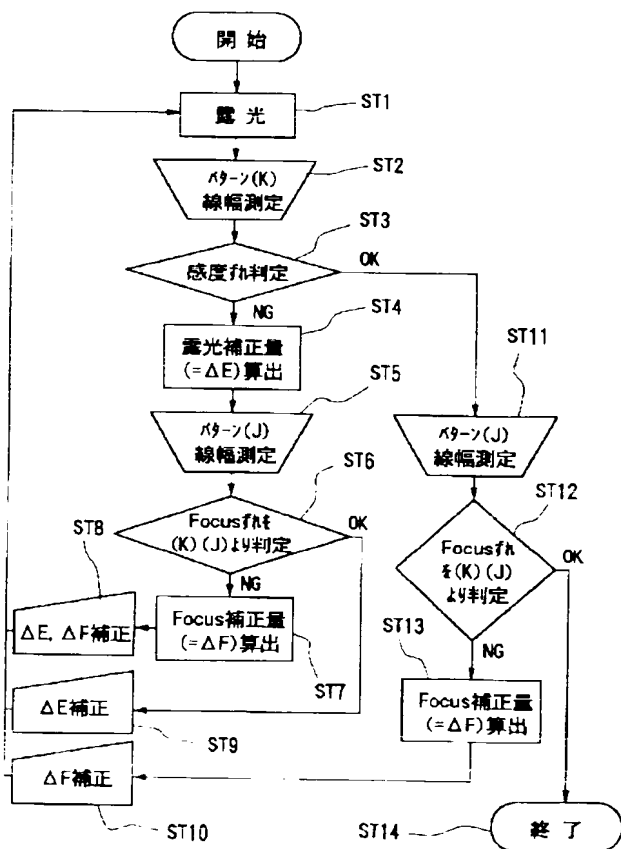 開始
露光
ST1
パターン(K)
線幅測定
ST2
感度ずれ判定
ST3
OK
NG
露光補正量
(=ΔE)算出
ST4
パターン(J)
線幅測定
ST5
Focusずれを
(K)(J)より判定
ST6
OK
NG
Focus補正量
(=ΔF)算出
ST7
ΔE, ΔF補正
ST8
ΔE補正
ST9
ΔF補正
ST10
パターン(J)
線幅測定
ST11
Focusずれ
を(K)(J)
より判定
ST12
OK
NG
Focus補正量
(=ΔF)算出
ST13
終了
ST14